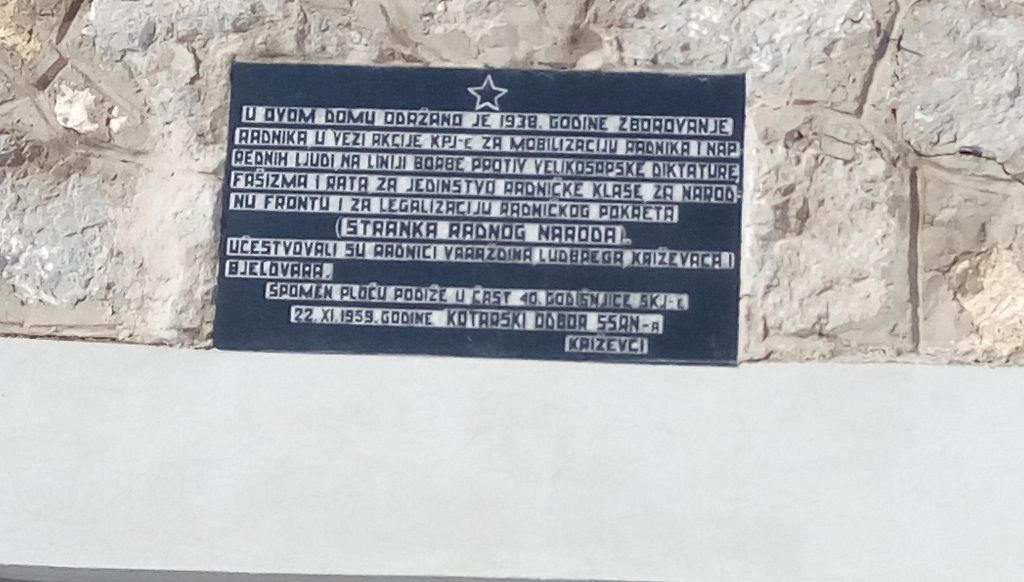 U OVOM DOMU ODRŽANO JE 1938. GODINE ZBOROVANJE
RADNIKA U VEZI AKCIJE KPJ-E ZA MOBILIZACIJU RADNIKA I NAP
REDNIH LJUDI NA LINIJI BORBE PROTIV VELIKOSRPSKE DIKTATURE,
FAŠIZMA I RATA ZA JEDINSTVO RADNIČKE KLASE ZA NAROD-
NU FRONTU I ZA LEGALIZACIJU RADNIČKOG POKRETA
(STRANKA RADNOG NARODA).
UČESTVOVALI SU RADNICI VARAŽDINA, LUDBREGA, KRIŽEVACA I
BJELOVARA.
SPOMEN PLOČU PODIŽE U ČAST 40. GODIŠNJICE SKJ-E
22. XI. 1959. GODINE KOTARSKI ODBOR SSRN-A
KRIŽEVCI